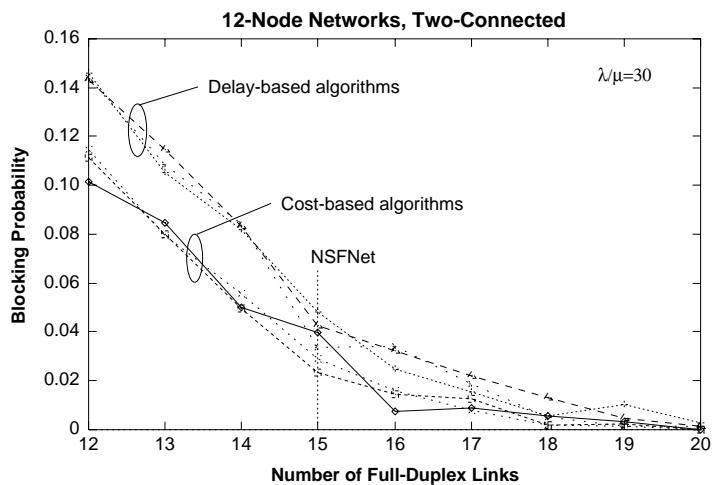 12-Node Networks, Two-Connected
0.16
0.14
0.12
0.10
0.08
0.06
0.04
0.02
0
Blocking Probability
λ/μ=30
Delay-based algorithms
Cost-based algorithms
NSFNet
12 13 14 15 16 17 18 19 20
Number of Full-Duplex Links